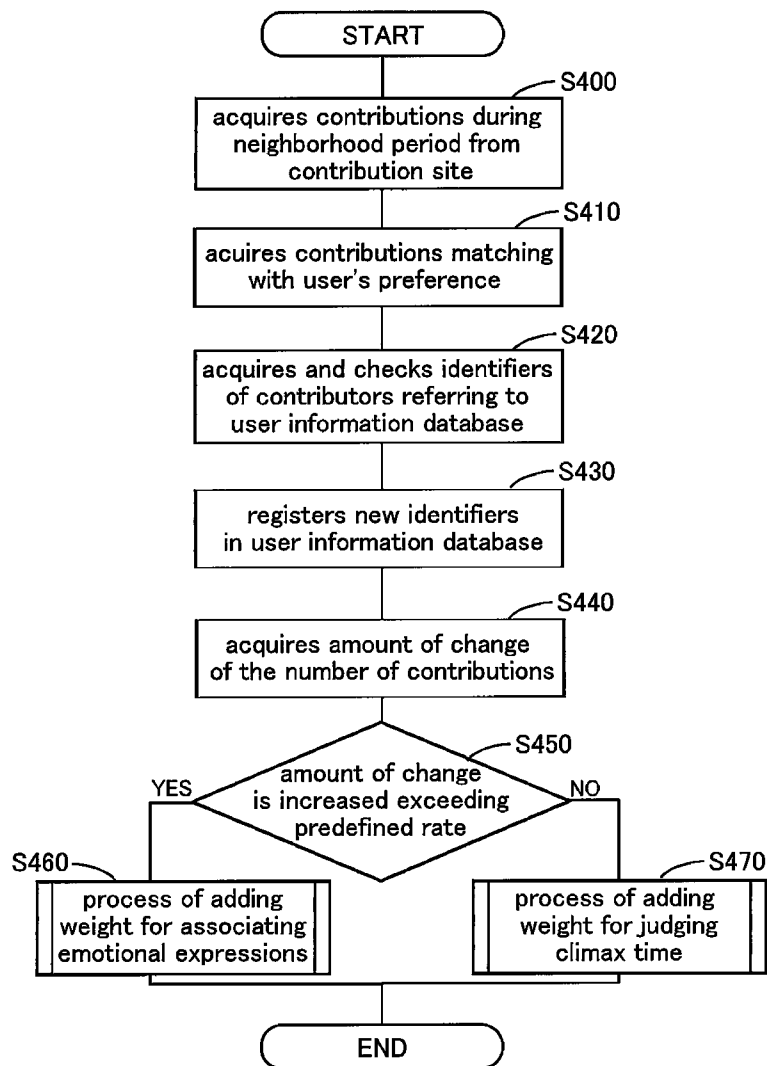 START
S400
acquires contributions during
neighborhood period from
contribution site
S410
acuires contributions matching
with user's preference
S420
acquires and checks identifiers
of contributors referring to
user information database
S430
registers new identifiers
in user information database
S440
acquires amount of change
of the number of contributions
S450
amount of change
is increased exceeding
predefined rate
YES
NO
S460
process of adding
weight for associating
emotional expressions
S470
process of adding
weight for judging
climax time
END